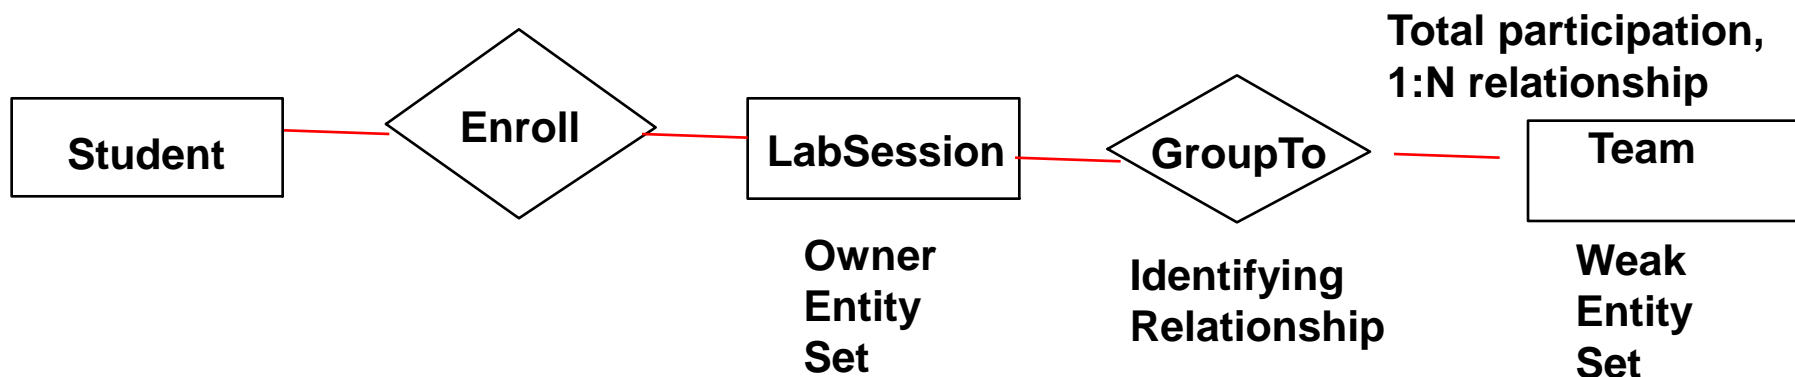 Total participation,
1:N relationship
Student
Enroll
LabSession
GroupTo
Team
Owner
Entity
Set
Identifying
Relationship
Weak
Entity
Set